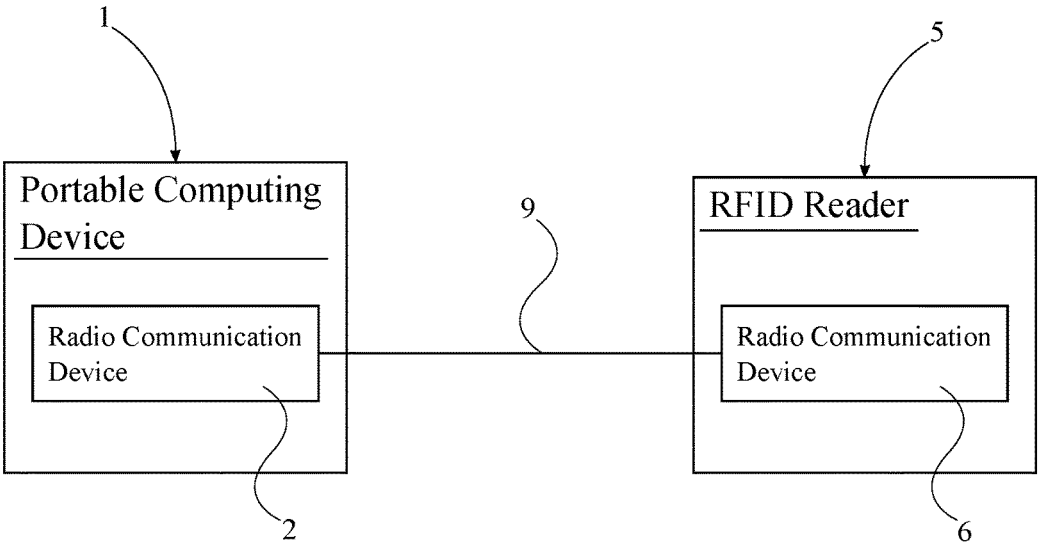 1
5
Portable Computing
Device
RFID Reader
9
Radio Communication
Device
Radio Communication
Device
2
6